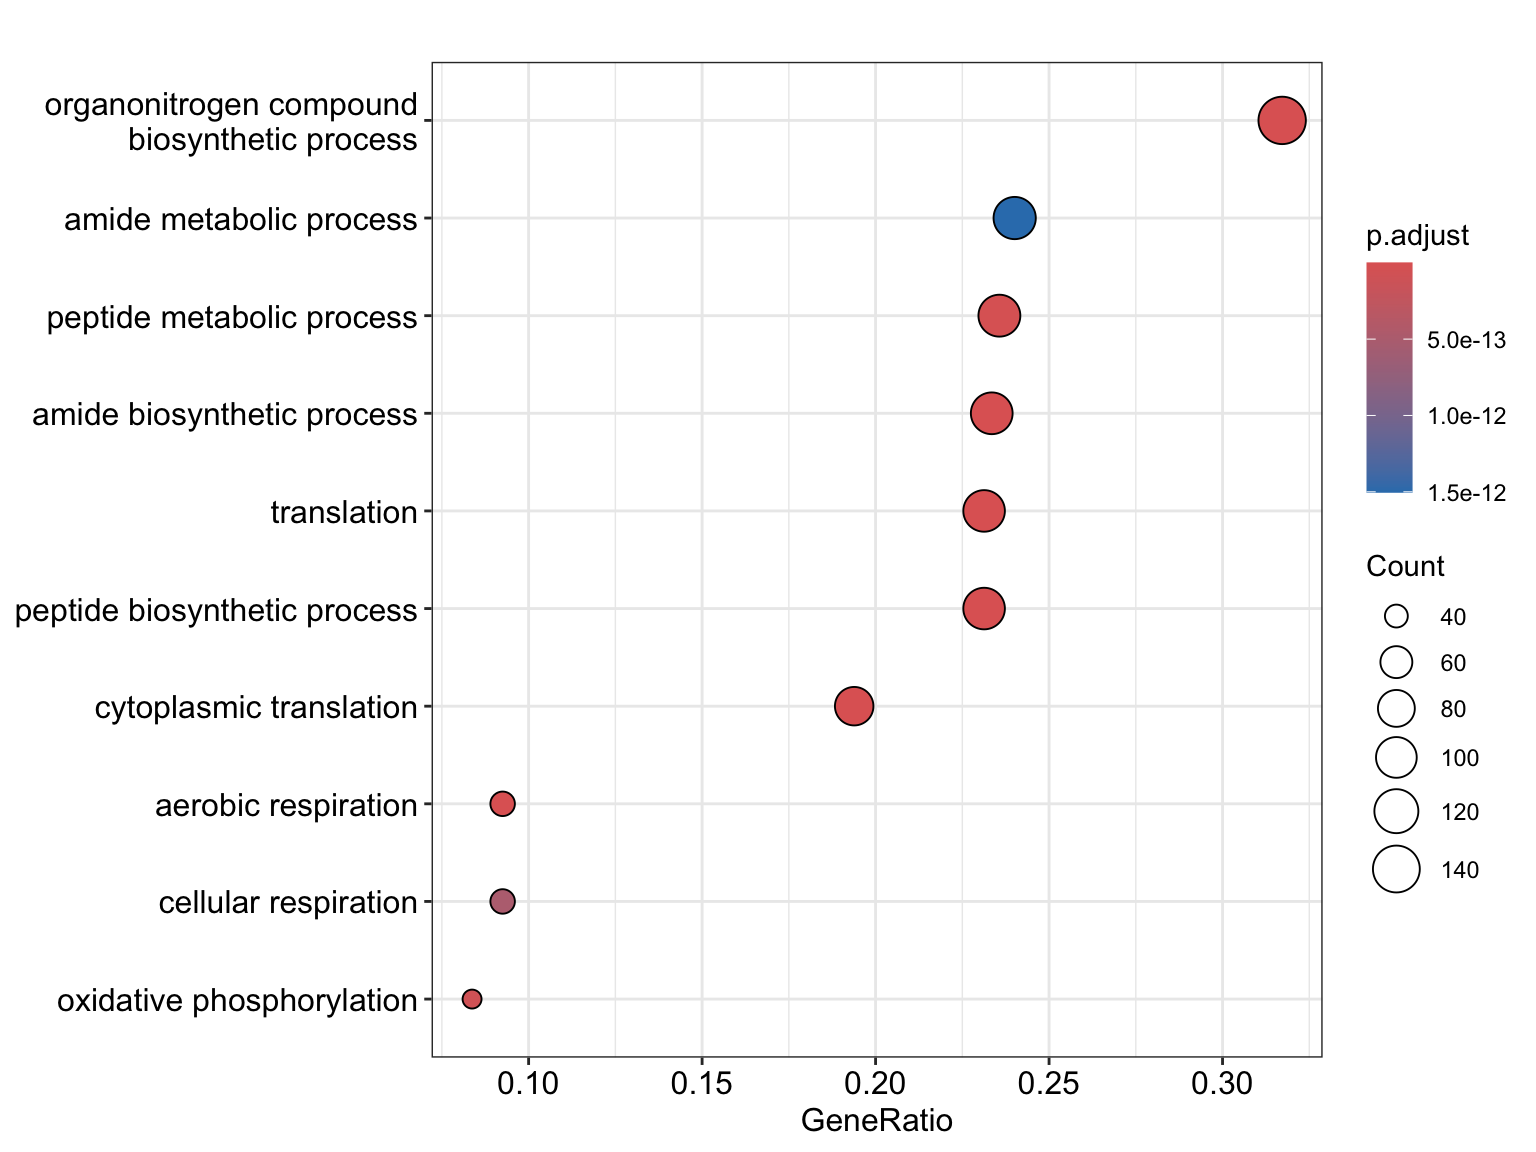 organonitrogen compound
biosynthetic process
amide metabolic process
peptide metabolic process
amide biosynthetic process
translation
peptide biosynthetic process
cytoplasmic translation
aerobic respiration
cellular respiration
oxidative phosphorylation
0.10 0.15 0.20 0.25 0.30
GeneRatio
p.adjust
5.0e-13
1.0e-12
1.5e-12
Count
40
60
80
100
120
140